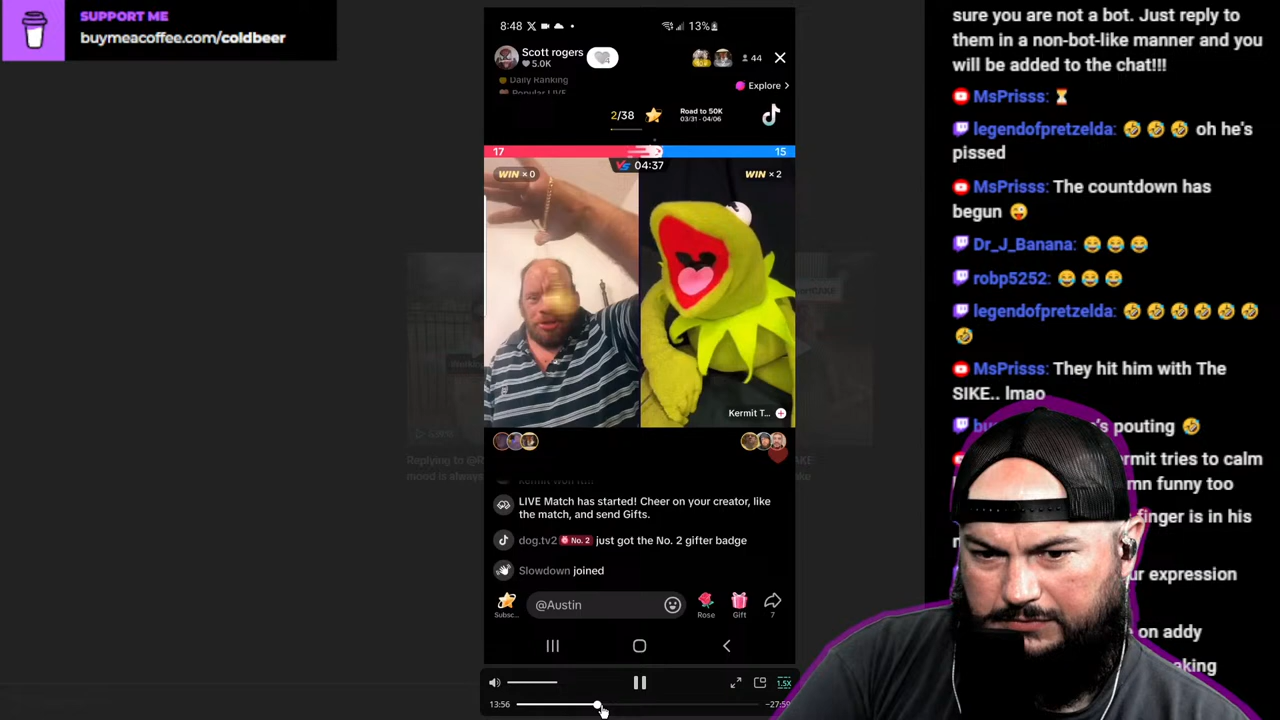 SUPPORT ME
buymeacoffee.com/coldbeer
8:48
13%
Scott rogers
5.0K
44
Daily Ranking
Popular LIVE
Explore
2/38
Road to 50K
03/31 - 04/06
17
15
VS 04:37
WIN × 0
WIN × 2
Kermit T...
LIVE Match has started! Cheer on your creator, like
the match, and send Gifts.
dog.tv2 No. 2 just got the No. 2 gifter badge
Slowdown joined
Subsc...
@Austin
Rose
Gift
7
1.5X
13:56
sure you are not a bot. Just reply to
them in a non-bot-like manner and you
will be added to the chat!!!
MsPrisss: ⏳
legendofpretzelda: 🤣 🤣 🤣 oh he's
pissed
MsPrisss: The countdown has
begun 😜
Dr_J_Banana: 😂 😂 😂
robp5252: 😂 😂 😂
legendofpretzelda: 🤣 🤣 🤣 🤣 🤣 🤣
🤣
MsPrisss: They hit him with The
SIKE.. lmao
pouting 🤣
tries to calm
funny too
finger is in his
expression
on addy